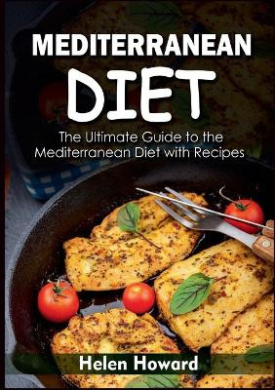 MEDITERRANEAN
DIET
The Ultimate Guide to the
Mediterranean Diet with Recipes
Helen Howard